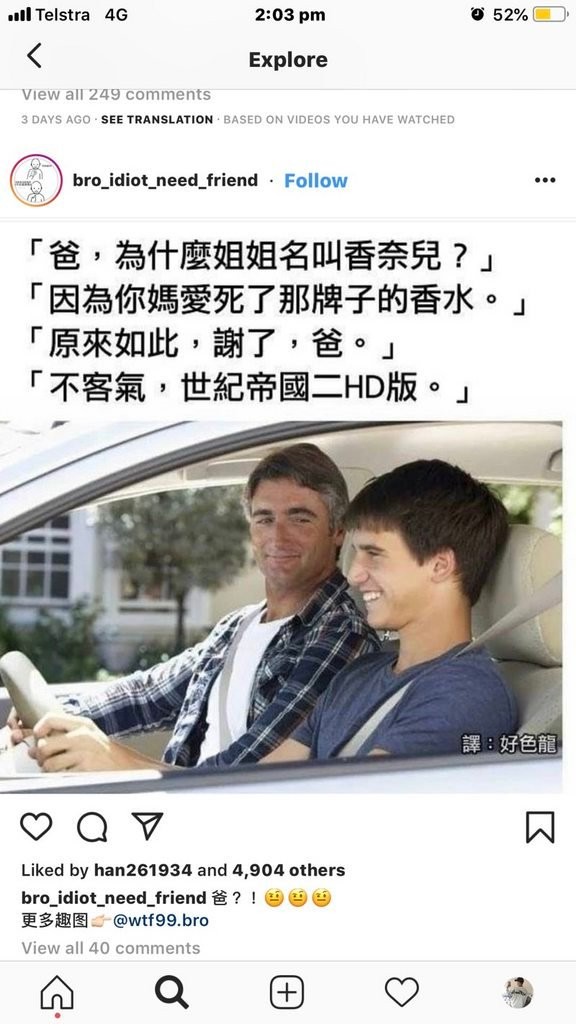 Telstra 4G 2:03 pm 52%
Explore
View all 249 comments
3 DAYS AGO · SEE TRANSLATION · BASED ON VIDEOS YOU HAVE WATCHED
bro_idiot_need_friend · Follow
「爸，為什麼姐姐名叫香奈兒？」
「因為你媽愛死了那牌子的香水。」
「原來如此，謝了，爸。」
「不客氣，世紀帝國二HD版。」
譯：好色龍
Liked by han261934 and 4,904 others
bro_idiot_need_friend 爸？！🤨🤨🤨
更多趣图👉🏻@wtf99.bro
View all 40 comments